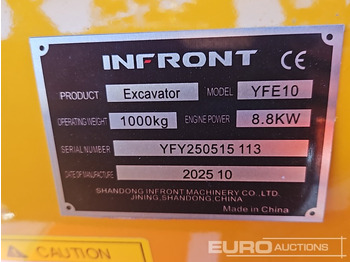 INFRONT CE
PRODUCT Excavator MODEL YFE10
OPERATING WEIGHT 1000kg ENGINE POWER 8.8KW
SERIAL NUMBER YFY250515 113
DATE OF MANUFACTURE 2025 10
SHANDONG INFRONT MACHINERY CO.,LTD.
JINING,SHANDONG,CHINA
Made in China
CAUTION
EURO AUCTIONS